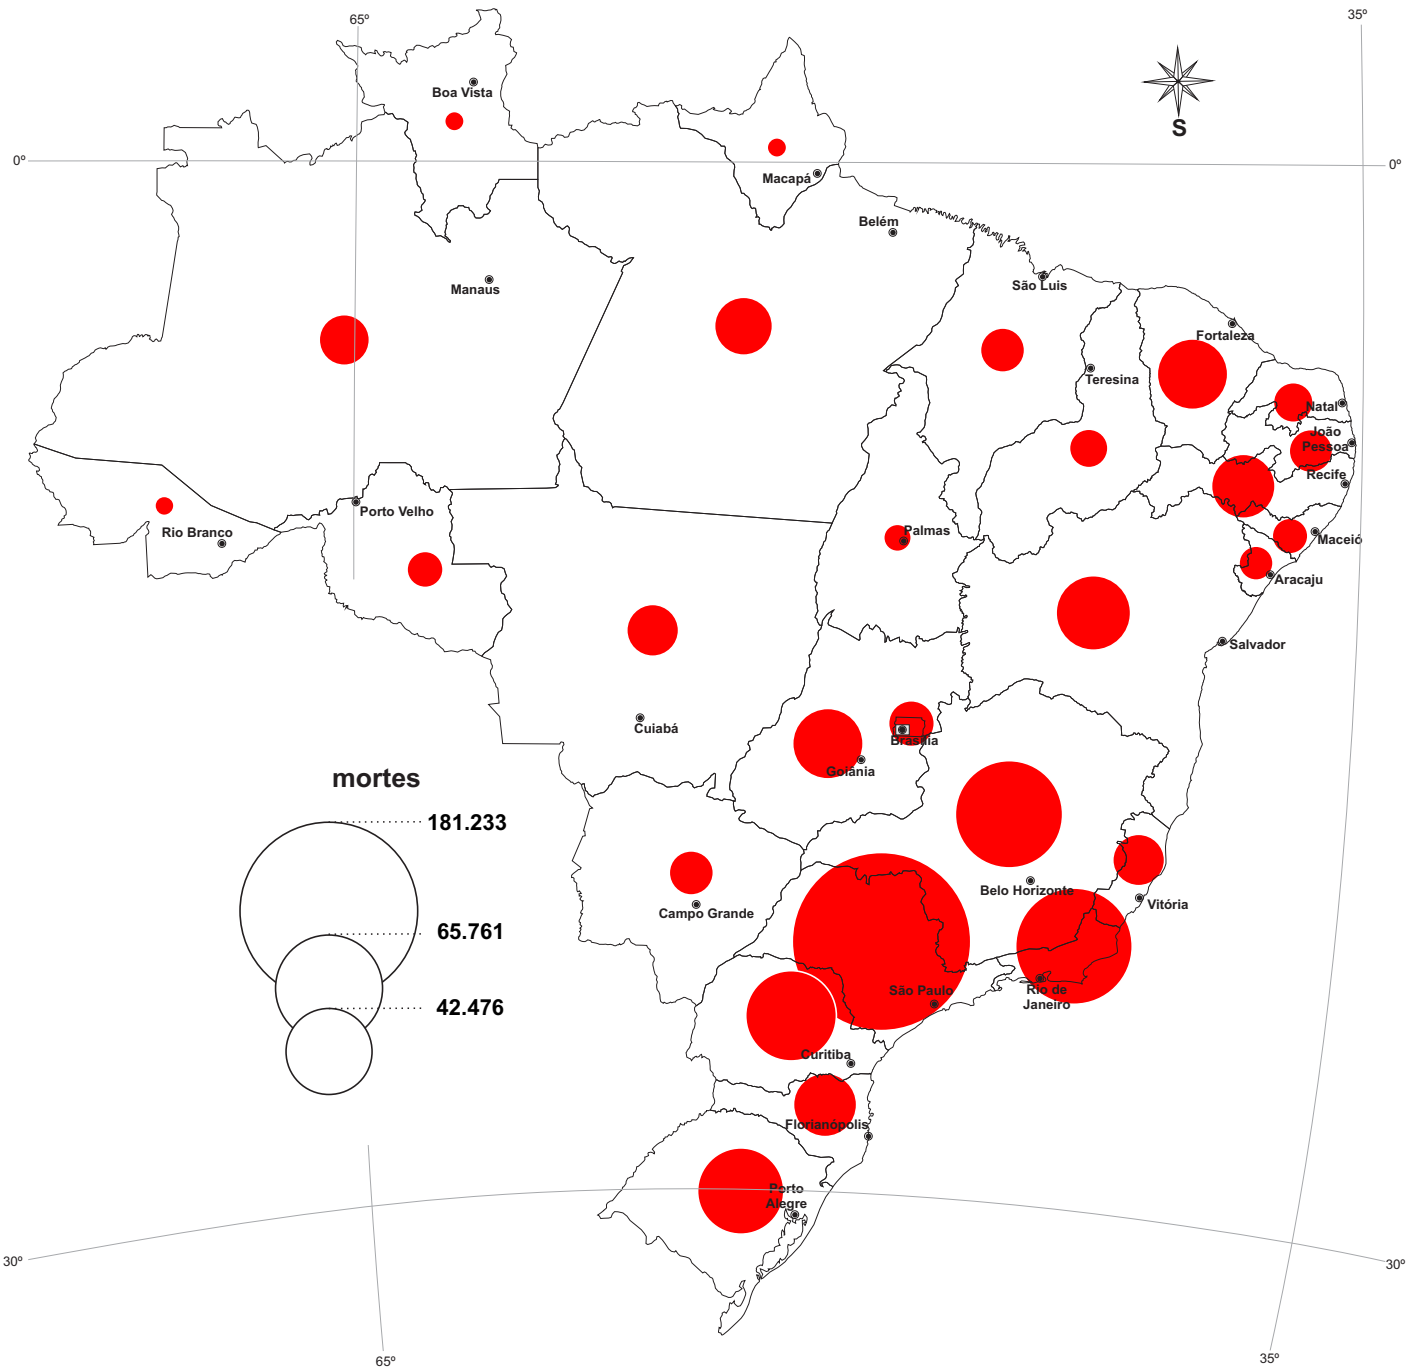 65º
35º
Boa Vista
S
0º
0º
Macapá
Belém
São Luis
Manaus
Fortaleza
Teresina
Natal
João
Pessoa
Recife
Porto Velho
Rio Branco
Palmas
Maceió
Aracaju
Salvador
Cuiabá
Brasília
Goiânia
mortes
181.233
65.761
42.476
Belo Horizonte
Campo Grande
Vitória
São Paulo
Rio de
Janeiro
Curitiba
Florianópolis
Porto
Alegre
30º
30º
65º
35º